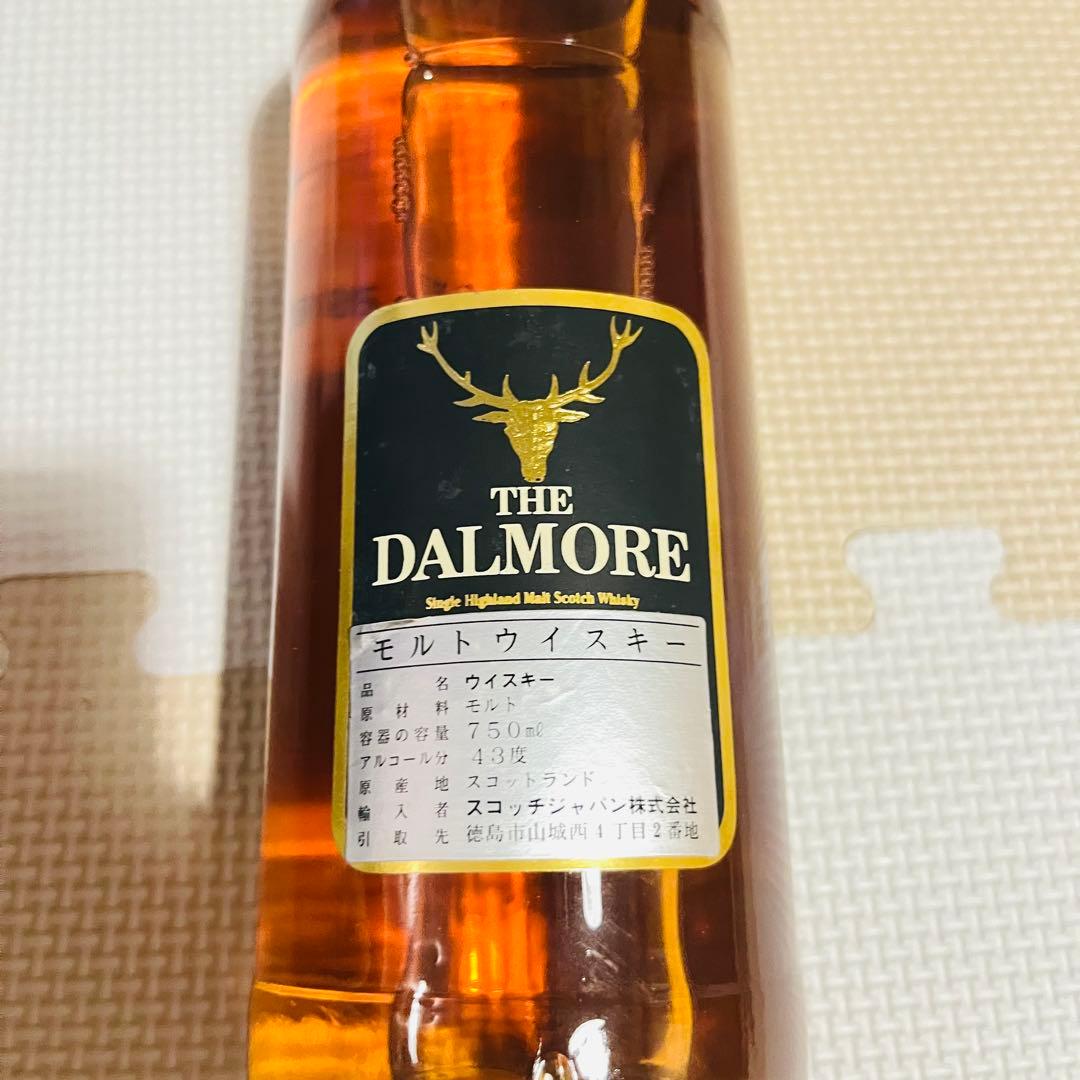 THE
DALMORE
Single Highland Malt Scotch Whisky
モルトウイスキー
品名 ウイスキー
原材料 モルト
容器の容量 750㎖
アルコール分 43度
原産地 スコットランド
輸入者 スコッチジャパン株式会社
引取先 徳島市山城西4丁目2番地